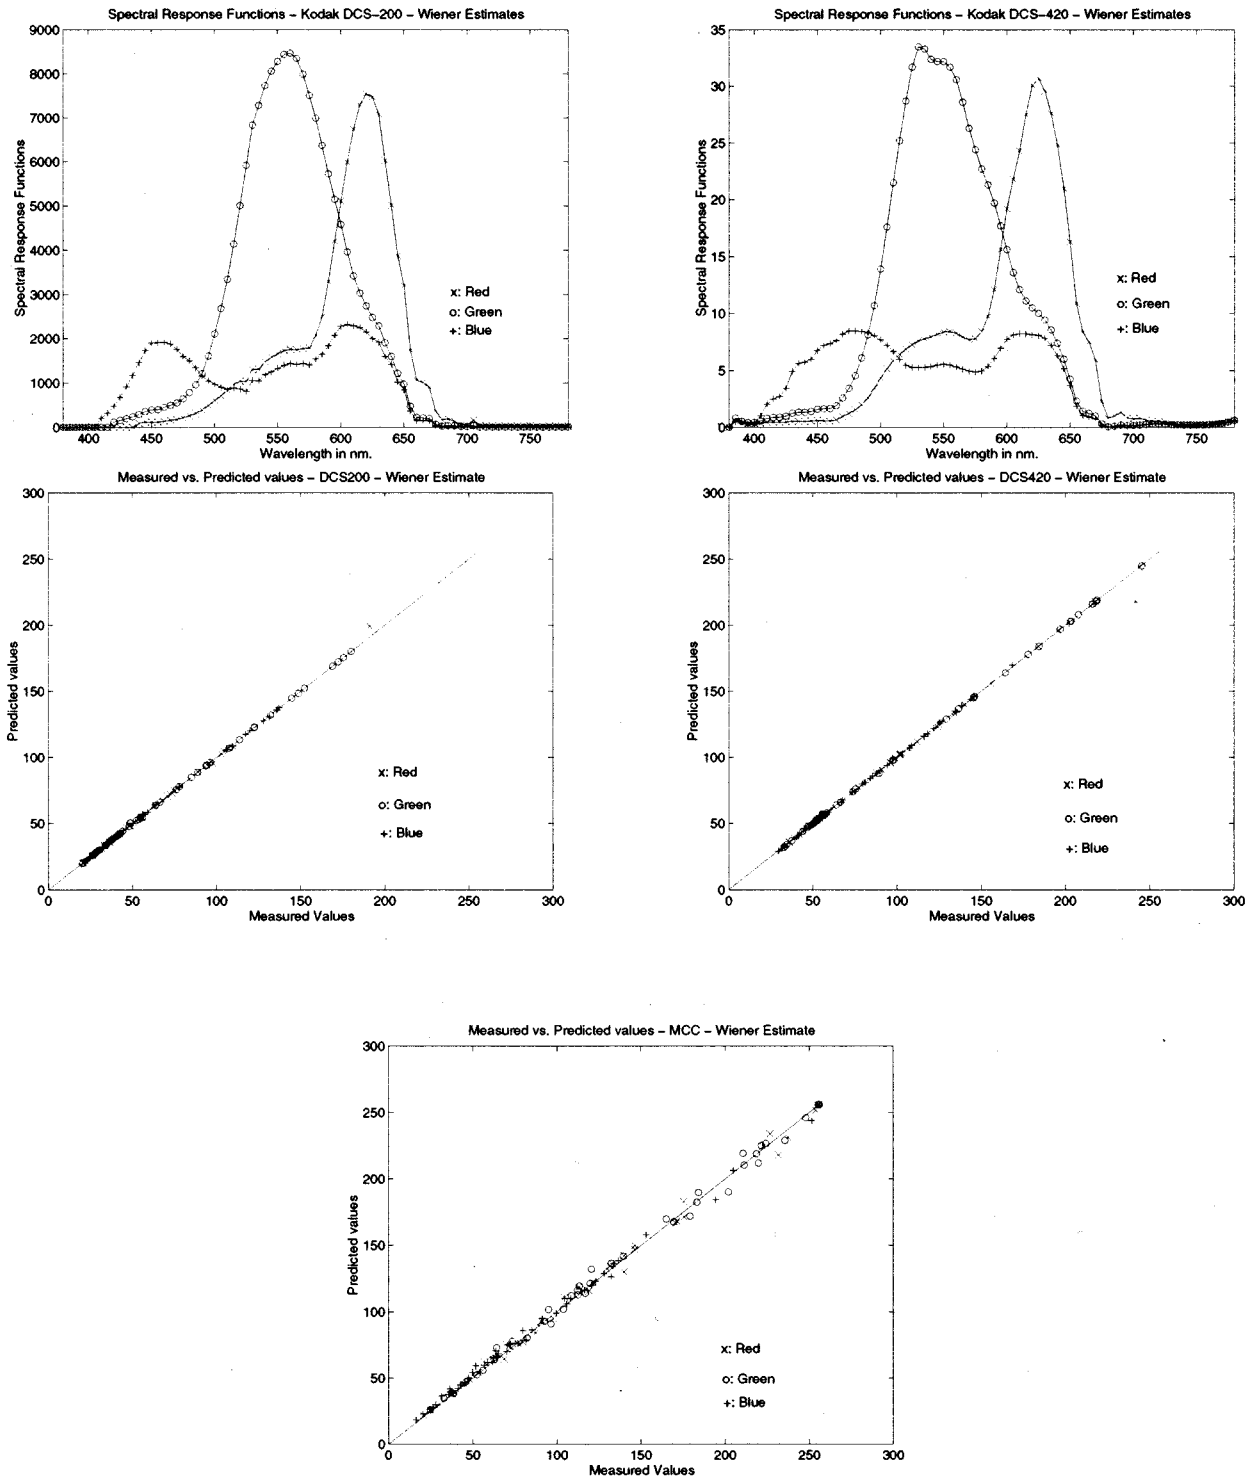 Spectral Response Functions – Kodak DCS–200 – Wiener Estimates
9000
8000
7000
6000
5000
4000
3000
2000
1000
0
Spectral Response Functions
x: Red
o: Green
+: Blue
400 450 500 550 600 650 700 750
Wavelength in nm.
Spectral Response Functions – Kodak DCS–420 – Wiener Estimates
35
30
25
20
15
10
5
0
Spectral Response Functions
x: Red
o: Green
+: Blue
400 450 500 550 600 650 700 750
Wavelength in nm.
Measured vs. Predicted values – DCS200 – Wiener Estimate
300
250
200
150
100
50
0
Predicted values
x: Red
o: Green
+: Blue
0 50 100 150 200 250 300
Measured Values
Measured vs. Predicted values – DCS420 – Wiener Estimate
300
250
200
150
100
50
0
Predicted values
x: Red
o: Green
+: Blue
0 50 100 150 200 250 300
Measured Values
Measured vs. Predicted values – MCC – Wiener Estimate
300
250
200
150
100
50
0
Predicted values
x: Red
o: Green
+: Blue
0 50 100 150 200 250 300
Measured Values